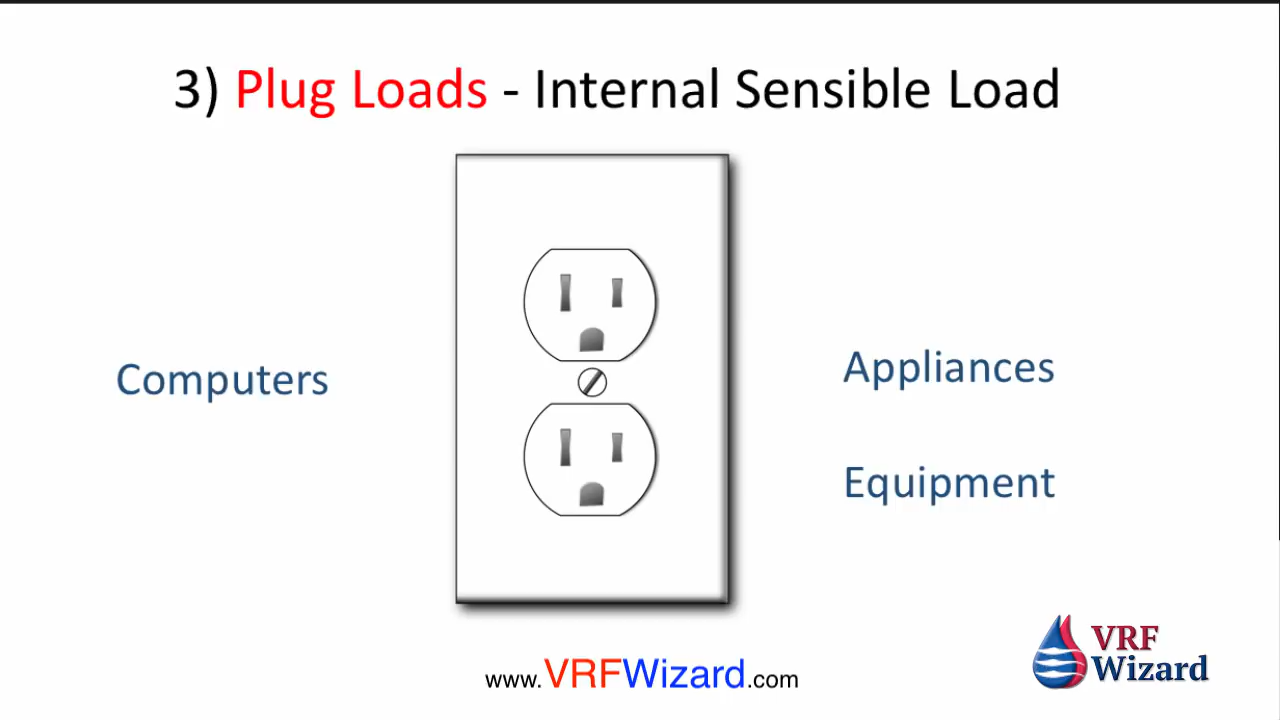 3) Plug Loads - Internal Sensible Load
Computers
Appliances
Equipment
www.VRFWizard.com
VRF
Wizard